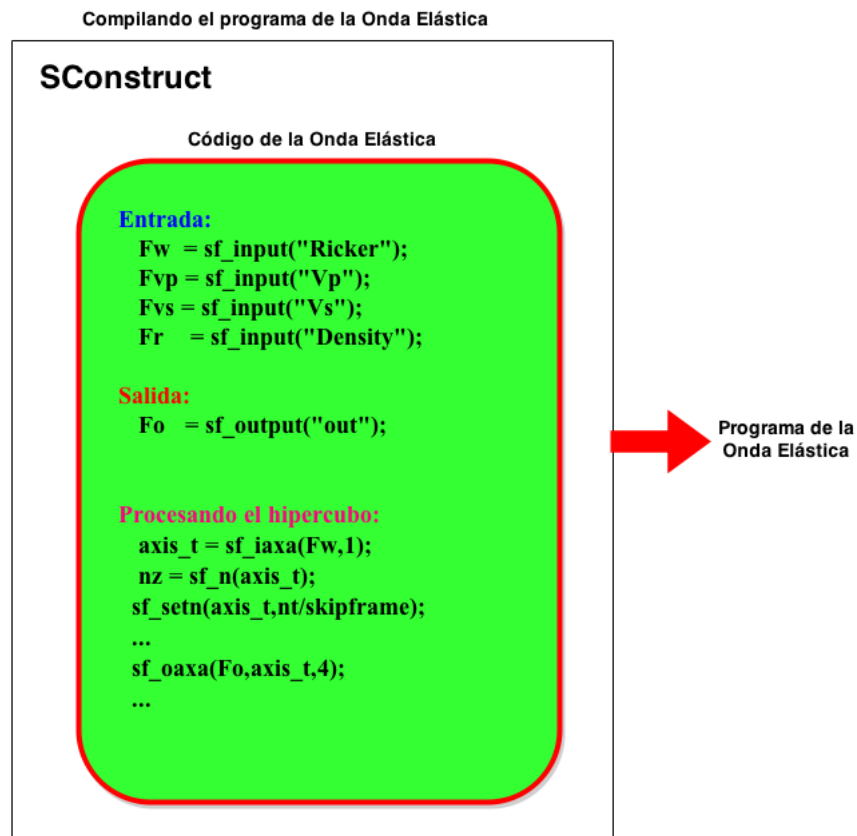 Compilando el programa de la Onda Elástica
SConstruct
Código de la Onda Elástica
Entrada:
Fw = sf_input("Ricker");
Fvp = sf_input("Vp");
Fvs = sf_input("Vs");
Fr = sf_input("Density");
Salida:
Fo = sf_output("out");
Procesando el hipercubo:
axis_t = sf_iaxa(Fw,1);
nz = sf_n(axis_t);
sf_setn(axis_t,nt/skipframe);
...
sf_oaxa(Fo,axis_t,4);
...
Programa de la
Onda Elástica